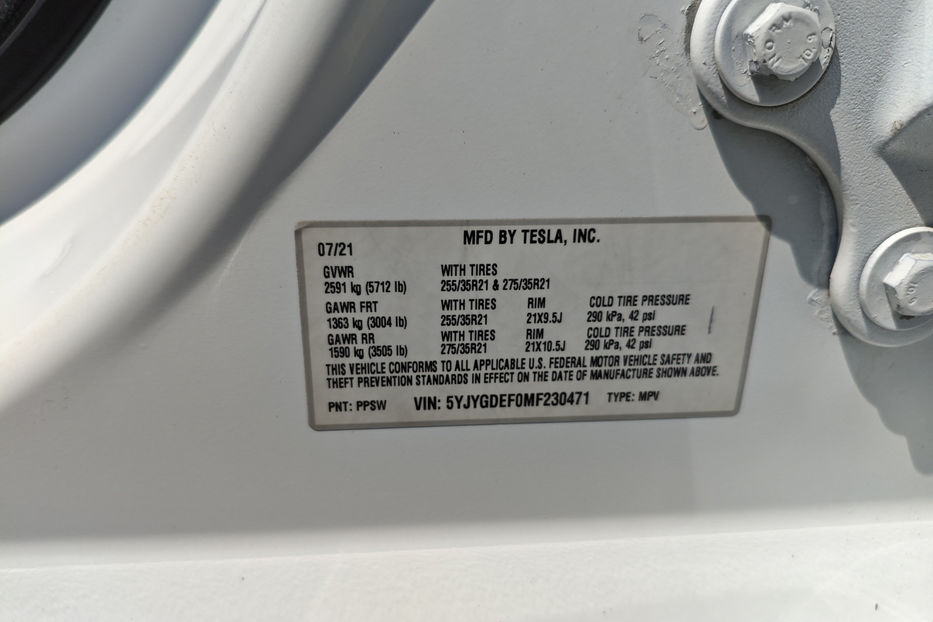 MFD BY TESLA, INC.
07/21
GVWR WITH TIRES
2591 kg (5712 lb) 255/35R21 & 275/35R21
GAWR FRT WITH TIRES RIM COLD TIRE PRESSURE
1363 kg (3004 lb) 255/35R21 21X9.5J 290 kPa, 42 psi
GAWR RR WITH TIRES RIM COLD TIRE PRESSURE
1590 kg (3505 lb) 275/35R21 21X10.5J 290 kPa, 42 psi
THIS VEHICLE CONFORMS TO ALL APPLICABLE U.S. FEDERAL MOTOR VEHICLE SAFETY AND
THEFT PREVENTION STANDARDS IN EFFECT ON THE DATE OF MANUFACTURE SHOWN ABOVE.
PNT: PPSW VIN: 5YJYGDEF0MF230471 TYPE: MPV
10.9